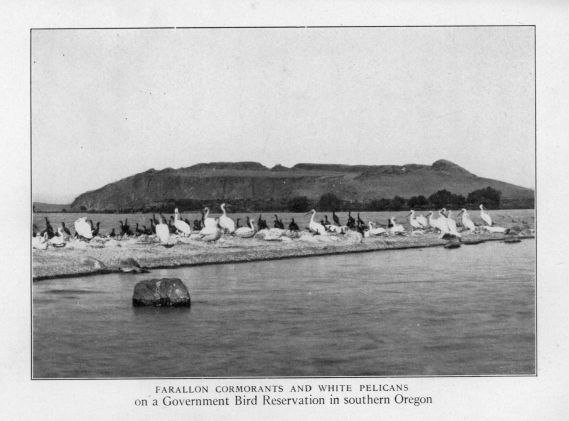 FARALLON CORMORANTS AND WHITE PELICANS
on a Government Bird Reservation in southern Oregon